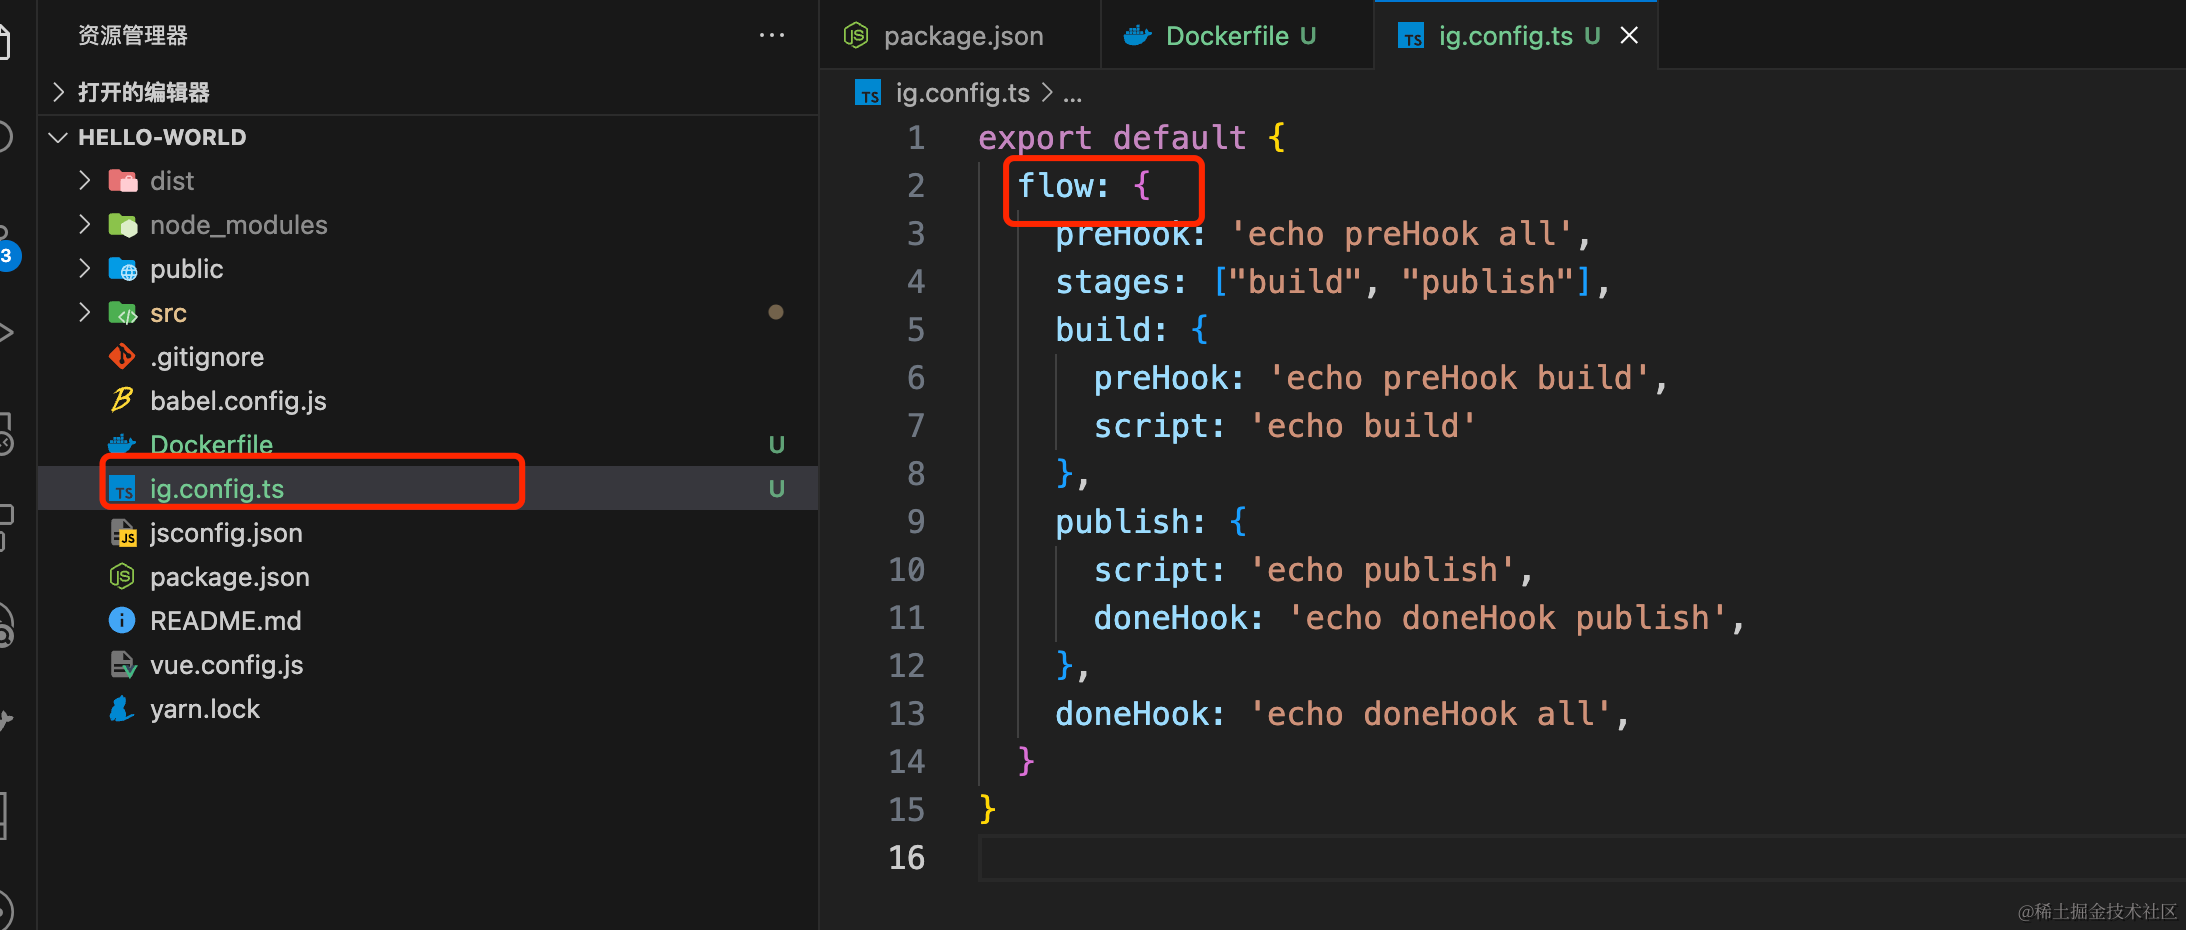 资源管理器
打开的编辑器
HELLO-WORLD
dist
node_modules
public
src
.gitignore
babel.config.js
Dockerfile U
ig.config.ts U
jsconfig.json
package.json
README.md
vue.config.js
yarn.lock
3
package.json Dockerfile U ig.config.ts U
ig.config.ts > ...
1 export default {
2 flow: {
3 preHook: 'echo preHook all',
4 stages: ["build", "publish"],
5 build: {
6 preHook: 'echo preHook build',
7 script: 'echo build'
8 },
9 publish: {
10 script: 'echo publish',
11 doneHook: 'echo doneHook publish',
12 },
13 doneHook: 'echo doneHook all',
14 }
15 }
16
@稀土掘金技术社区